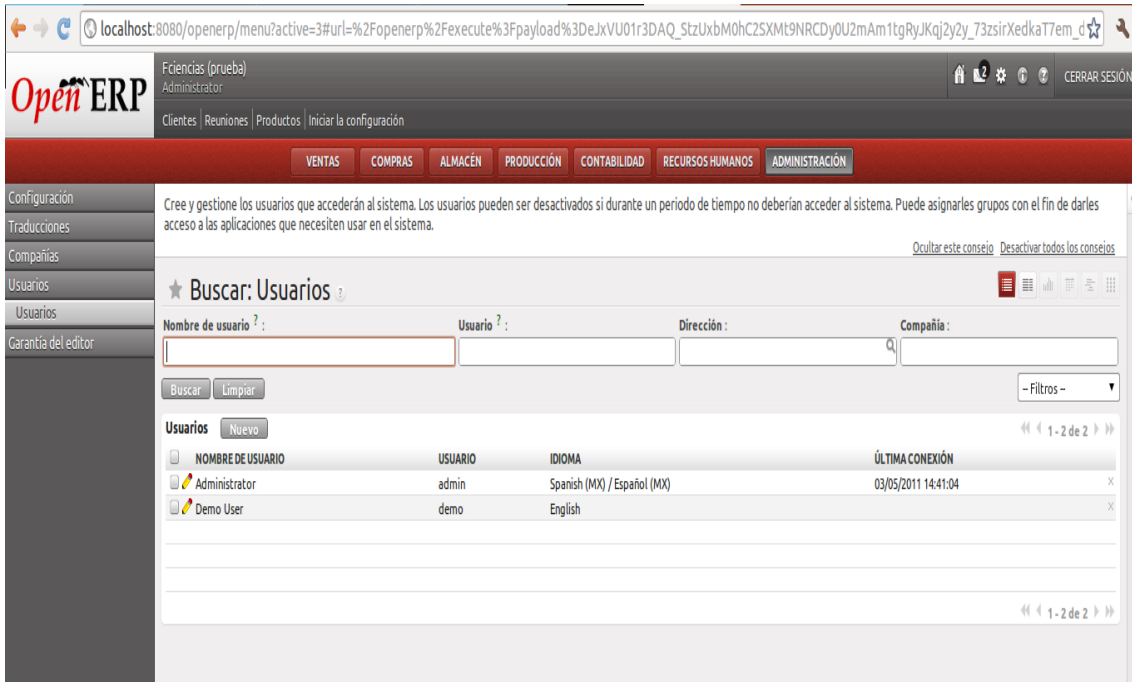 localhost:8080/openerp/menu?active=3#url=%2Fopenerp%2Fexecute%3Fpayload%3DeJxVU01r3DAQ_StzUxbM0hC2SXMt9NRCDy0U2mAm1tgRyJKqj2y2y_73zsirXedkaT7em_d
Open ERP
Fciencias (prueba)
Administrator
2
CERRAR SESIÓN
Clientes | Reuniones | Productos | Iniciar la configuración
VENTAS COMPRAS ALMACÉN PRODUCCIÓN CONTABILIDAD RECURSOS HUMANOS ADMINISTRACIÓN
Configuración
Traducciones
Compañías
Usuarios
Usuarios
Garantía del editor
Cree y gestione los usuarios que accederán al sistema. Los usuarios pueden ser desactivados si durante un periodo de tiempo no deberían acceder al sistema. Puede asignarles grupos con el fin de darles
acceso a las aplicaciones que necesiten usar en el sistema.
Ocultar este consejo Desactivar todos los consejos
Buscar: Usuarios ?
Nombre de usuario ? : Usuario ? : Dirección : Compañía :
Buscar Limpiar -- Filtros --
Usuarios Nuevo 1 - 2 de 2
NOMBRE DE USUARIO USUARIO IDIOMA ÚLTIMA CONEXIÓN
Administrator admin Spanish (MX) / Español (MX) 03/05/2011 14:41:04
Demo User demo English
1 - 2 de 2